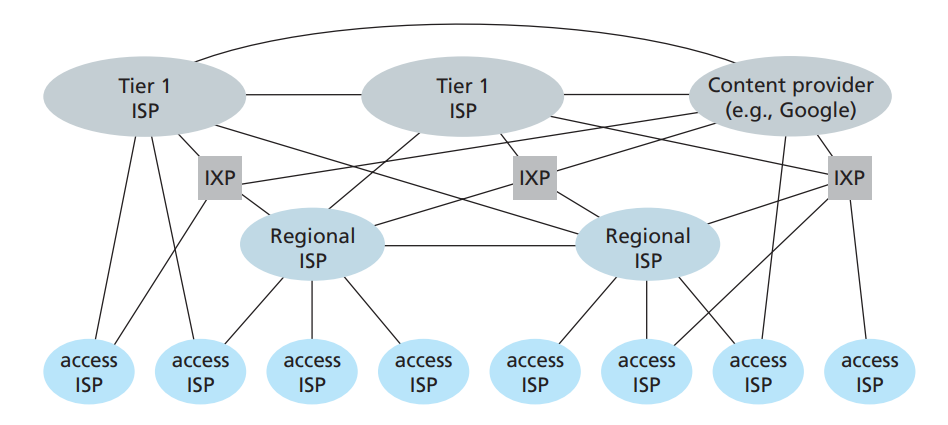 Tier 1
ISP
Tier 1
ISP
Content provider
(e.g., Google)
IXP
IXP
IXP
Regional
ISP
Regional
ISP
access
ISP
access
ISP
access
ISP
access
ISP
access
ISP
access
ISP
access
ISP
access
ISP